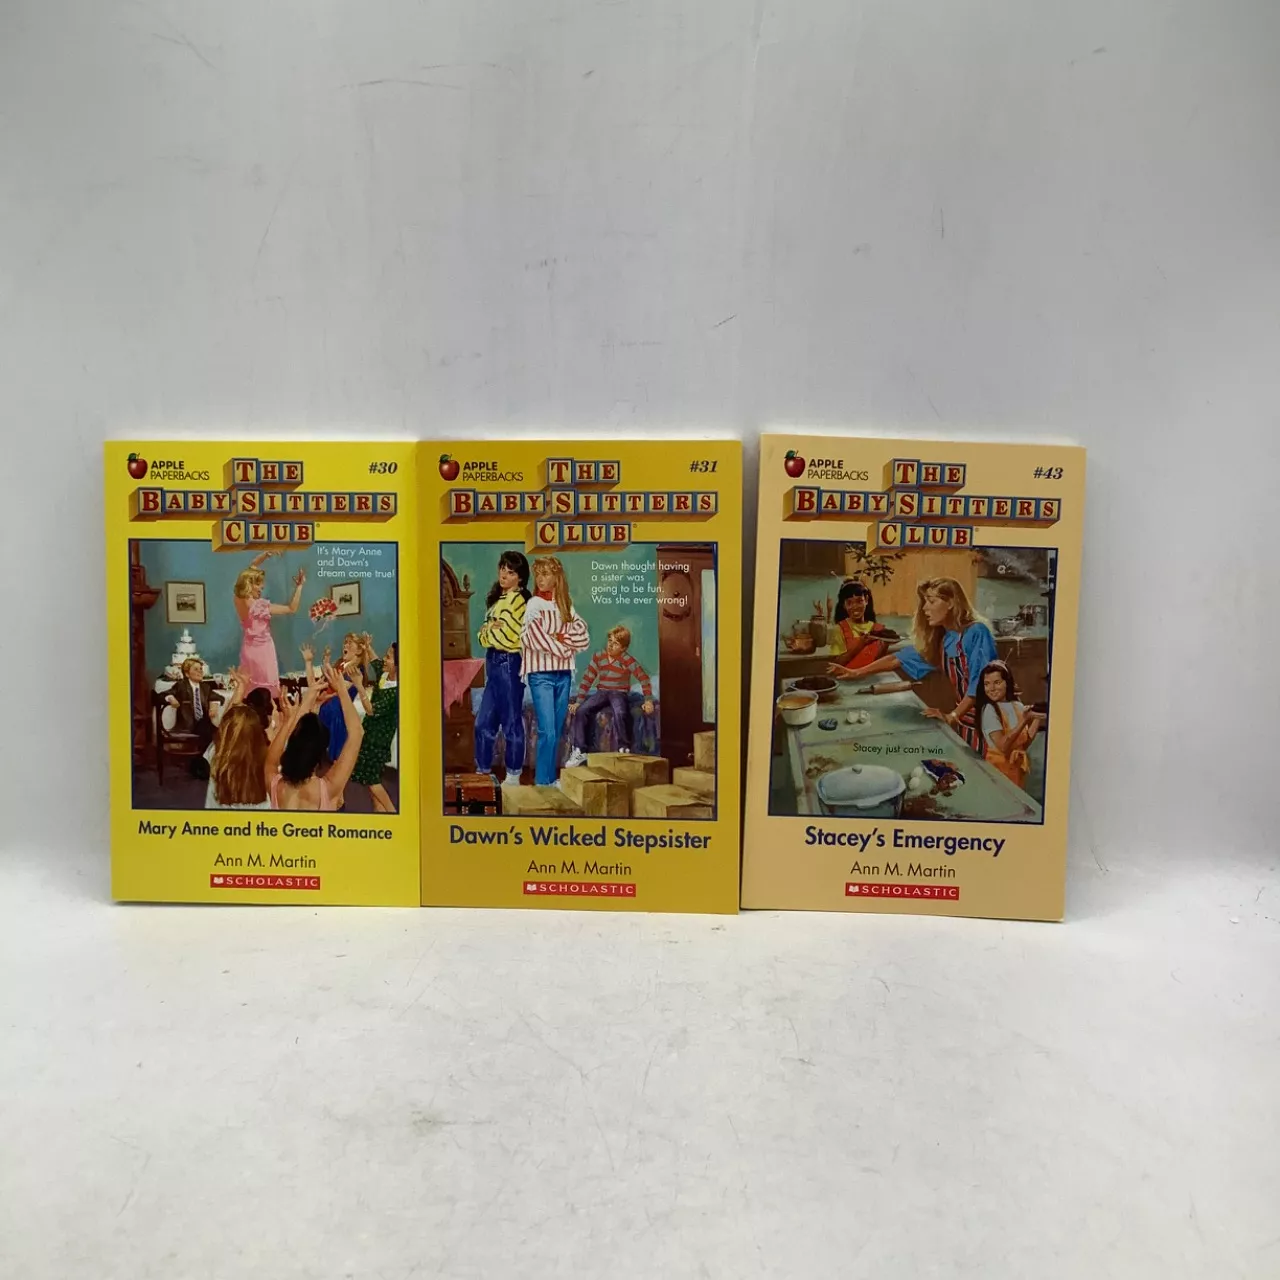 APPLE
PAPERBACKS
#30
THE
BABY-SITTERS
CLUB®
It's Mary Anne
and Dawn's
dream come true!
Mary Anne and the Great Romance
Ann M. Martin
SCHOLASTIC
APPLE
PAPERBACKS
#31
THE
BABY-SITTERS
CLUB®
Dawn thought having
a sister was
going to be fun.
Was she ever wrong!
Dawn's Wicked Stepsister
Ann M. Martin
SCHOLASTIC
APPLE
PAPERBACKS
#43
THE
BABY-SITTERS
CLUB®
Stacey just can't win.
Stacey's Emergency
Ann M. Martin
SCHOLASTIC